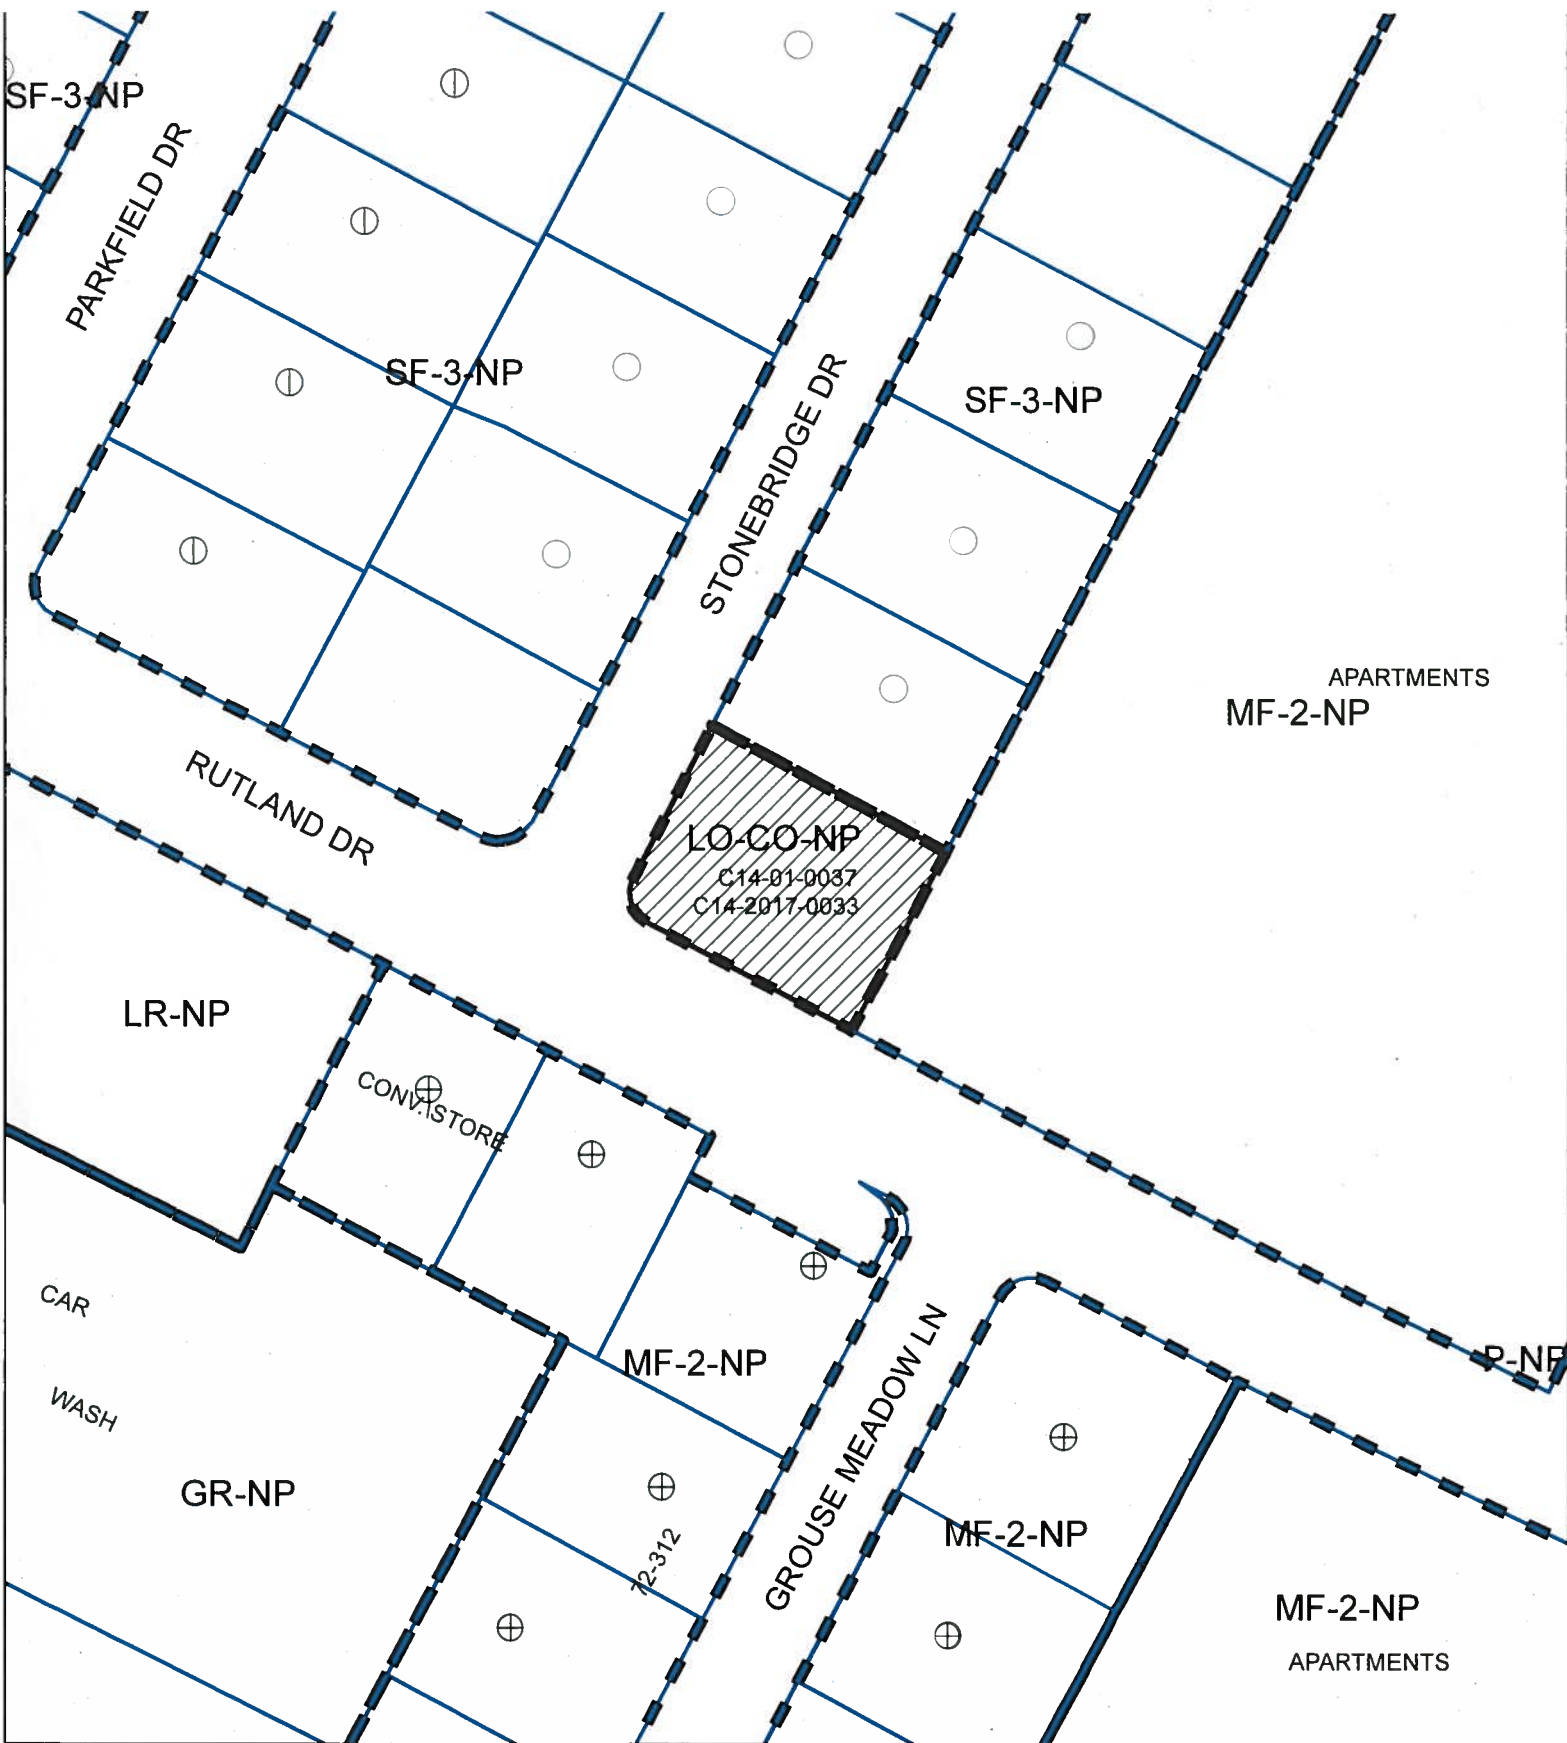 SF-3-NP
PARKFIELD DR
SF-3-NP
STONEBRIDGE DR
SF-3-NP
APARTMENTS
MF-2-NP
RUTLAND DR
LO-CO-NP
C14-01-0037
C14-2017-0033
LR-NP
CONV. STORE
CAR
WASH
GR-NP
MF-2-NP
72-312
GROUSE MEADOW LN
P-NP
MF-2-NP
MF-2-NP
APARTMENTS